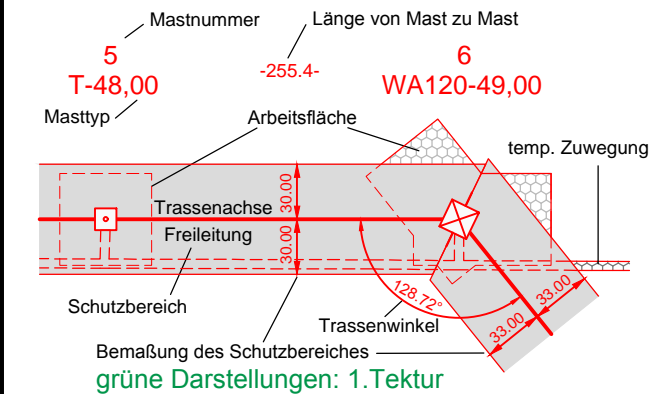 Mastnummer Länge von Mast zu Mast
5 -255.4- 6
T-48,00 WA120-49,00
Masttyp Arbeitsfläche
temp. Zuwegung
Trassenachse 30.00
Freileitung 30.00
Schutzbereich 128.72° 33.00
Trassenwinkel 33.00
Bemaßung des Schutzbereiches
grüne Darstellungen: 1.Tektur